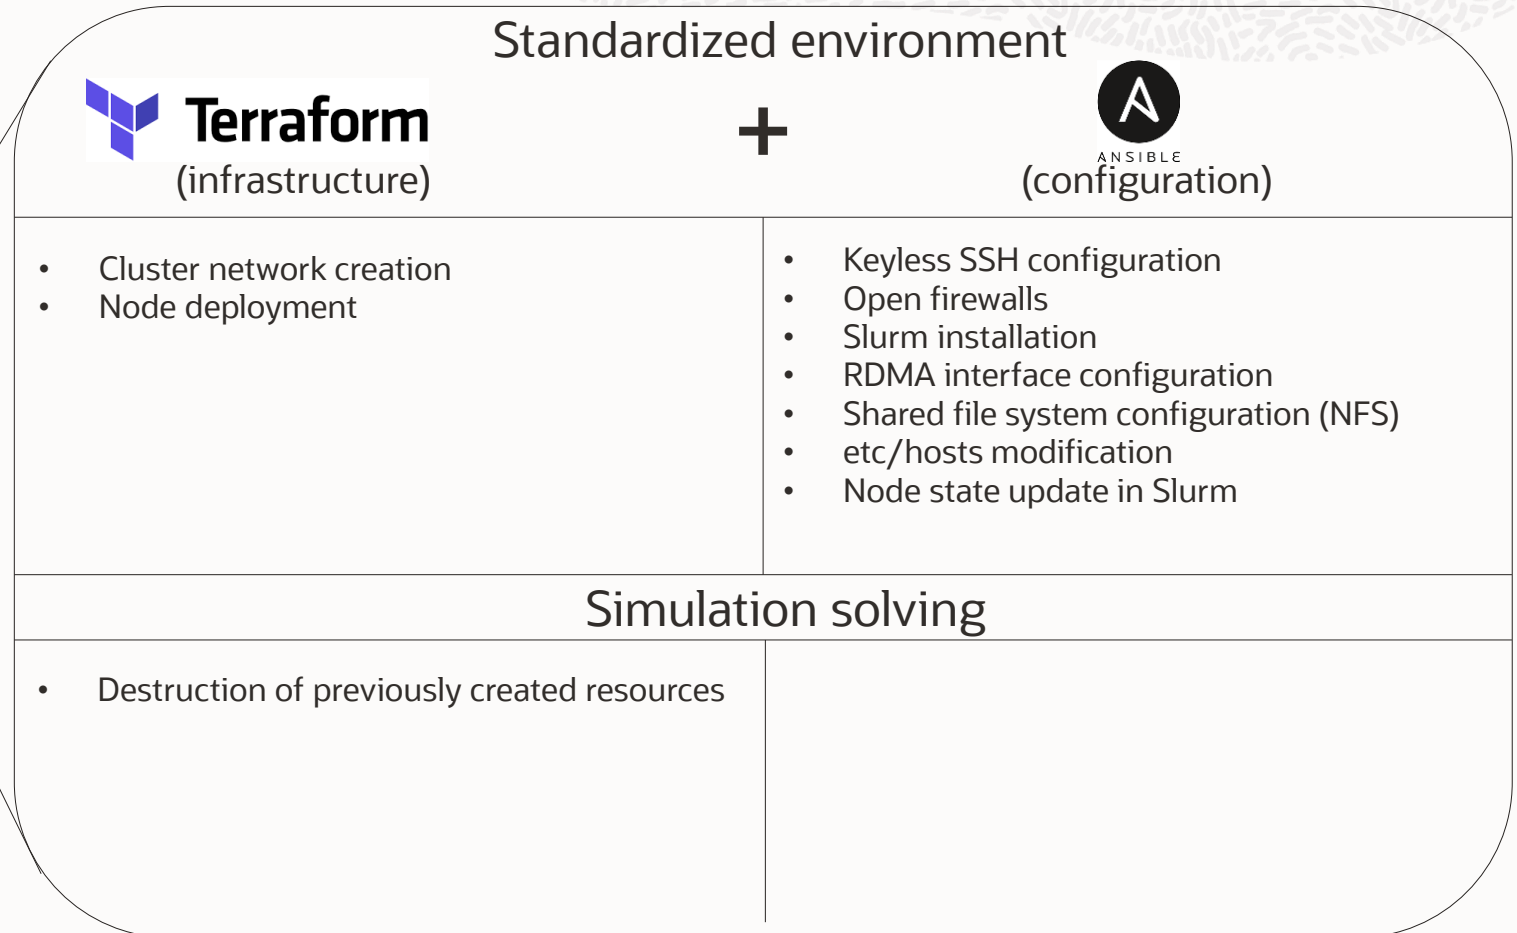 Standardized environment
Terraform
+
ANSIBLE
(infrastructure)
(configuration)
• Cluster network creation
• Node deployment
• Keyless SSH configuration
• Open firewalls
• Slurm installation
• RDMA interface configuration
• Shared file system configuration (NFS)
• etc/hosts modification
• Node state update in Slurm
Simulation solving
• Destruction of previously created resources